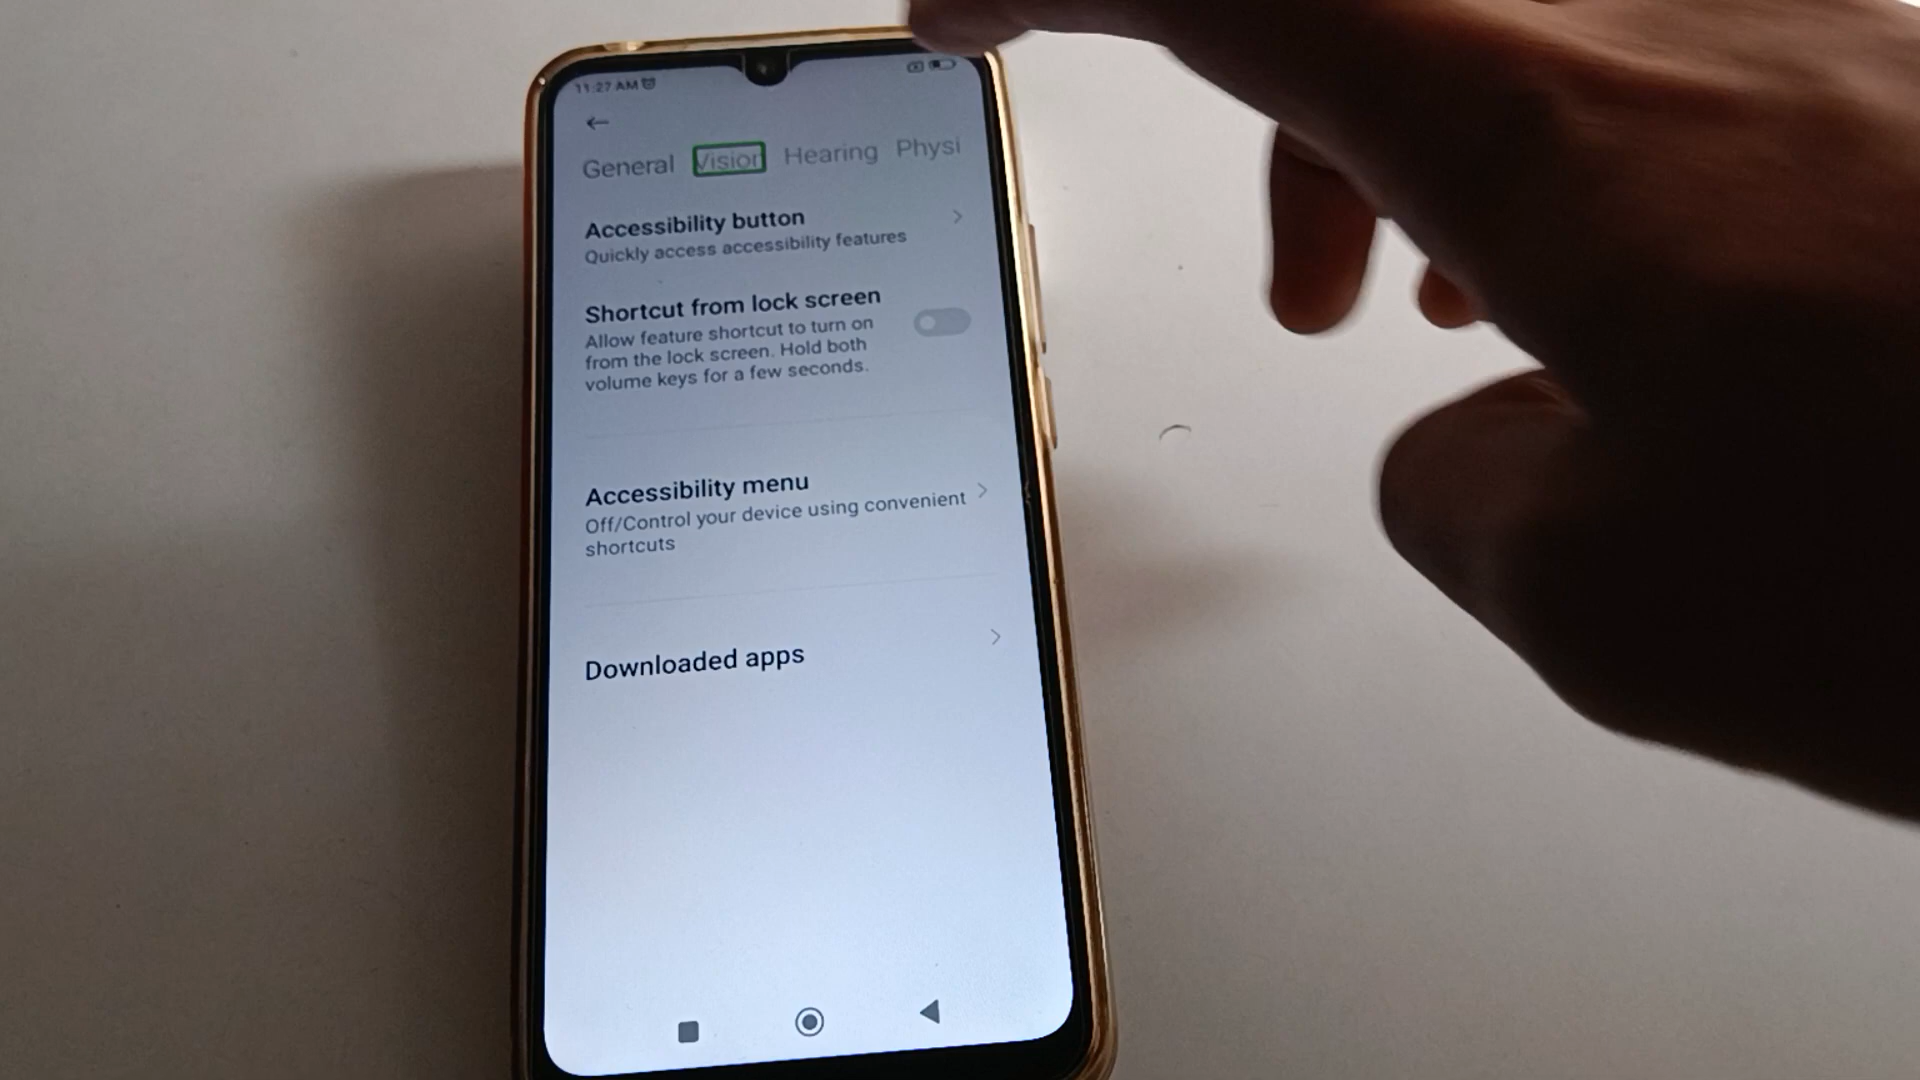 11:27 AM
General Vision Hearing Physi
Accessibility button
Quickly access accessibility features
Shortcut from lock screen
Allow feature shortcut to turn on
from the lock screen. Hold both
volume keys for a few seconds.
Accessibility menu
Off/Control your device using convenient
shortcuts
Downloaded apps